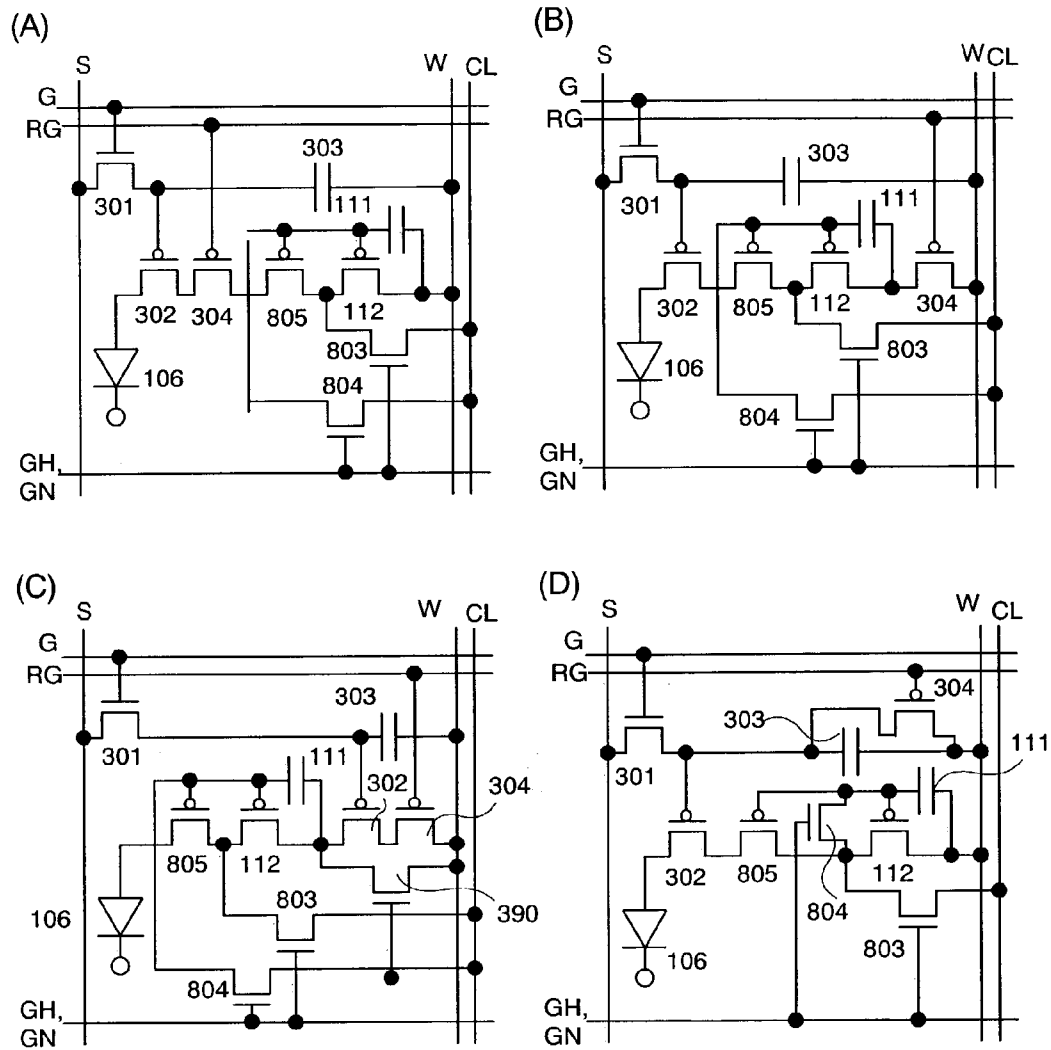 (A)
S
W
CL
G
RG
303
301
111
302
304
805
112
803
106
804
GH,
GN
(B)
S
W
CL
G
RG
303
301
111
302
805
112
304
803
106
804
GH,
GN
(C)
S
W
CL
G
RG
303
301
111
302
304
805
112
803
390
106
804
GH,
GN
(D)
S
W
CL
G
RG
304
303
301
111
302
805
112
804
803
106
GH,
GN